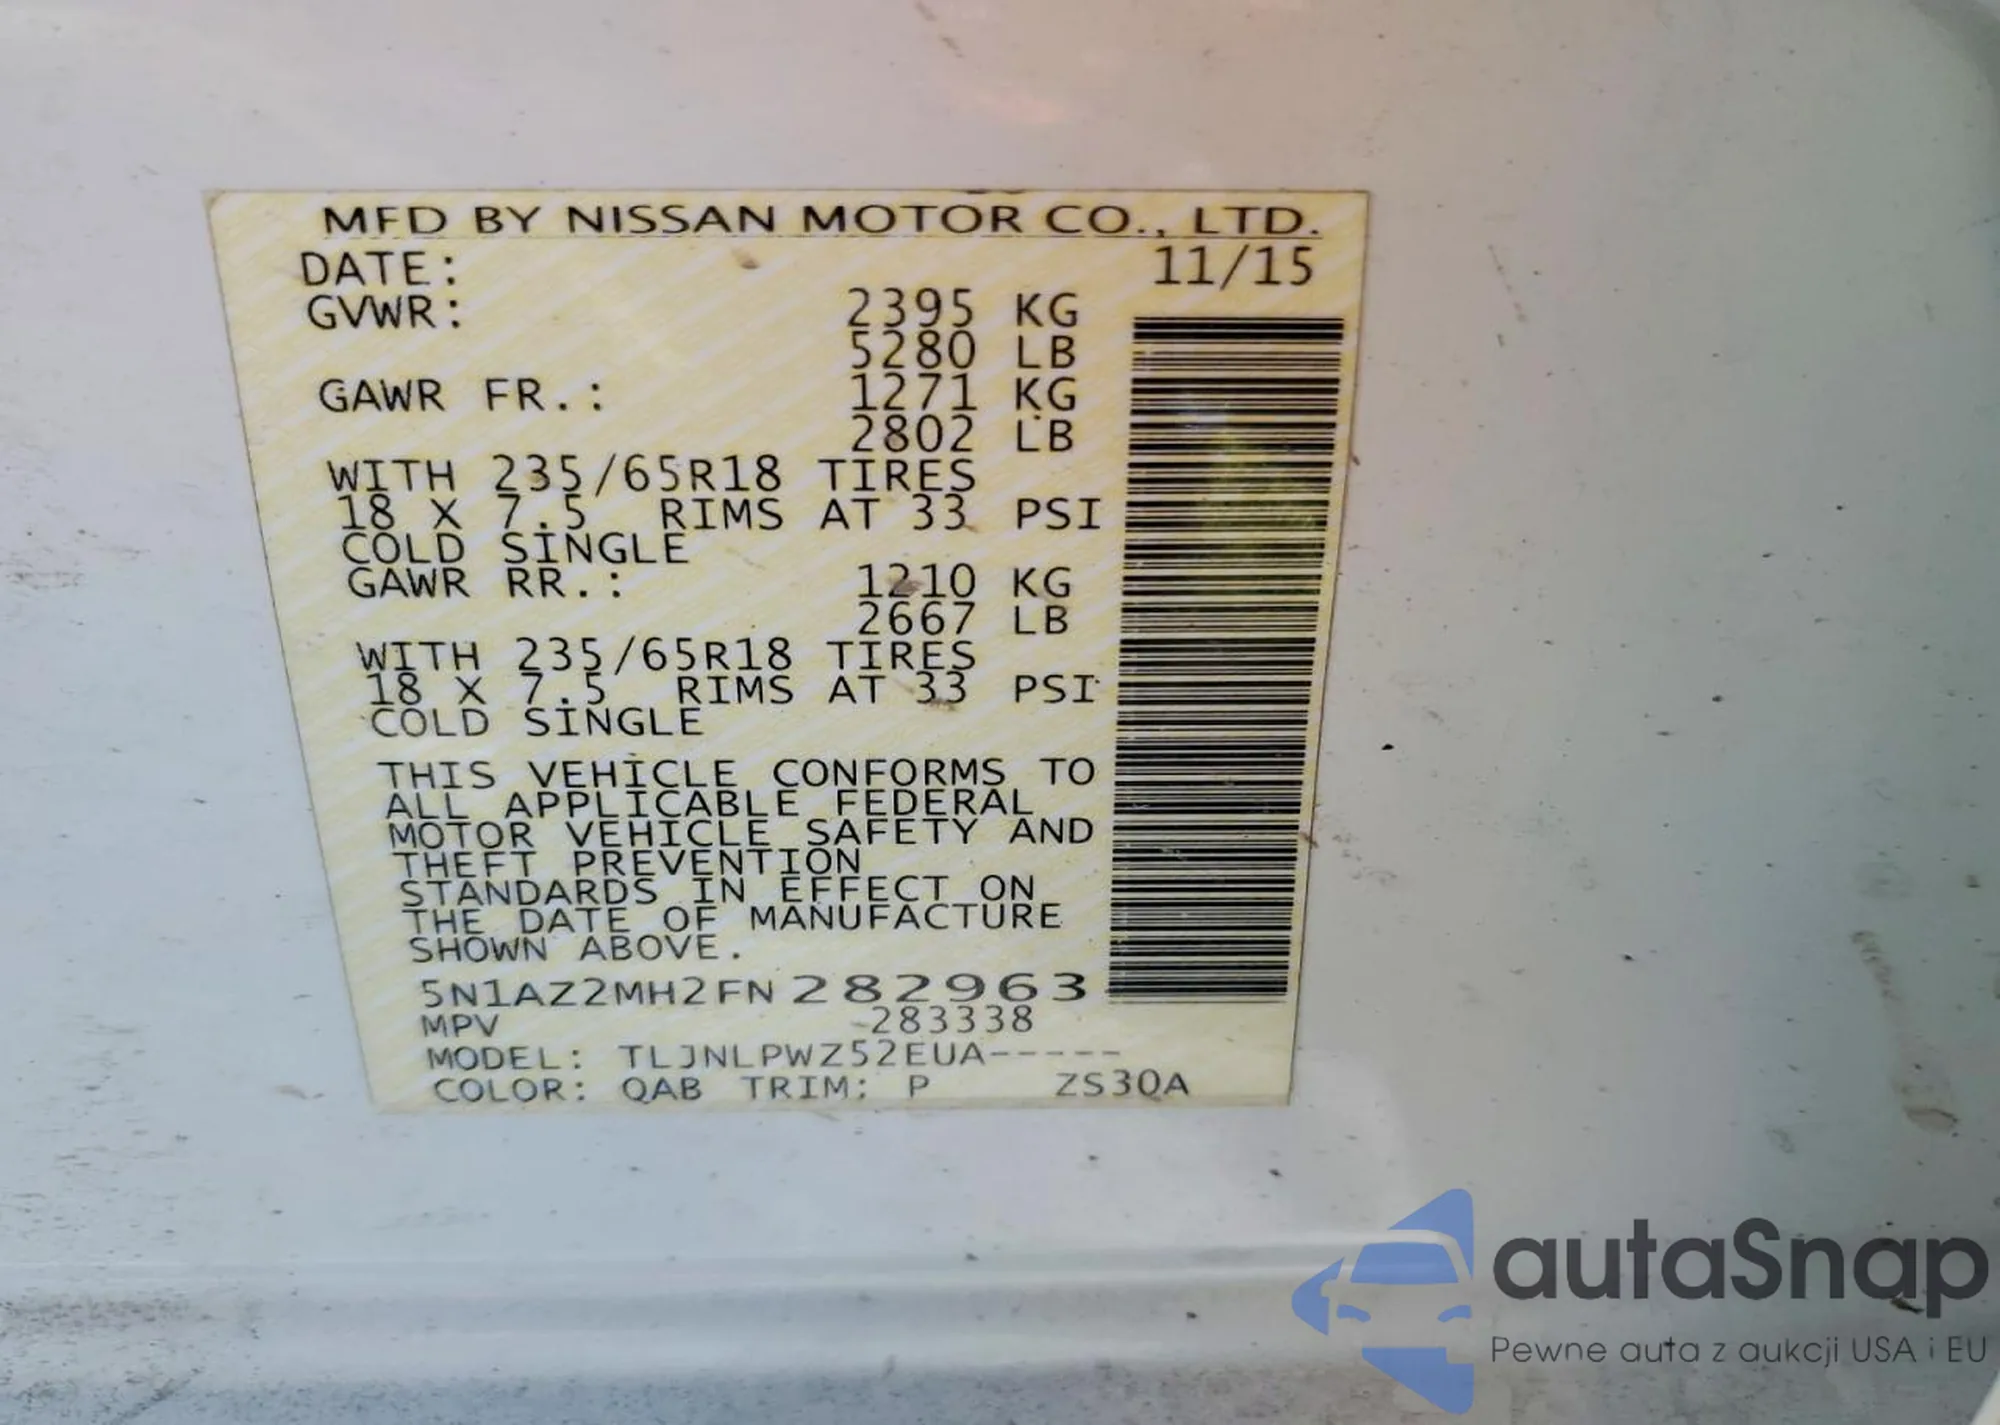 MFD BY NISSAN MOTOR CO., LTD.
DATE: 11/15
GVWR: 2395 KG
5280 LB
GAWR FR.: 1271 KG
2802 LB
WITH 235/65R18 TIRES
18 X 7.5 RIMS AT 33 PSI
COLD SINGLE
GAWR RR.: 1210 KG
2667 LB
WITH 235/65R18 TIRES
18 X 7.5 RIMS AT 33 PSI
COLD SINGLE
THIS VEHICLE CONFORMS TO
ALL APPLICABLE FEDERAL
MOTOR VEHICLE SAFETY AND
THEFT PREVENTION
STANDARDS IN EFFECT ON
THE DATE OF MANUFACTURE
SHOWN ABOVE.
5N1AZ2MH2FN282963
MPV 283338
MODEL: TLJNLPWZ52EUA-----
COLOR: QAB TRIM: P ZS3QA
autaSnap
Pewne auta z aukcji USA i EU